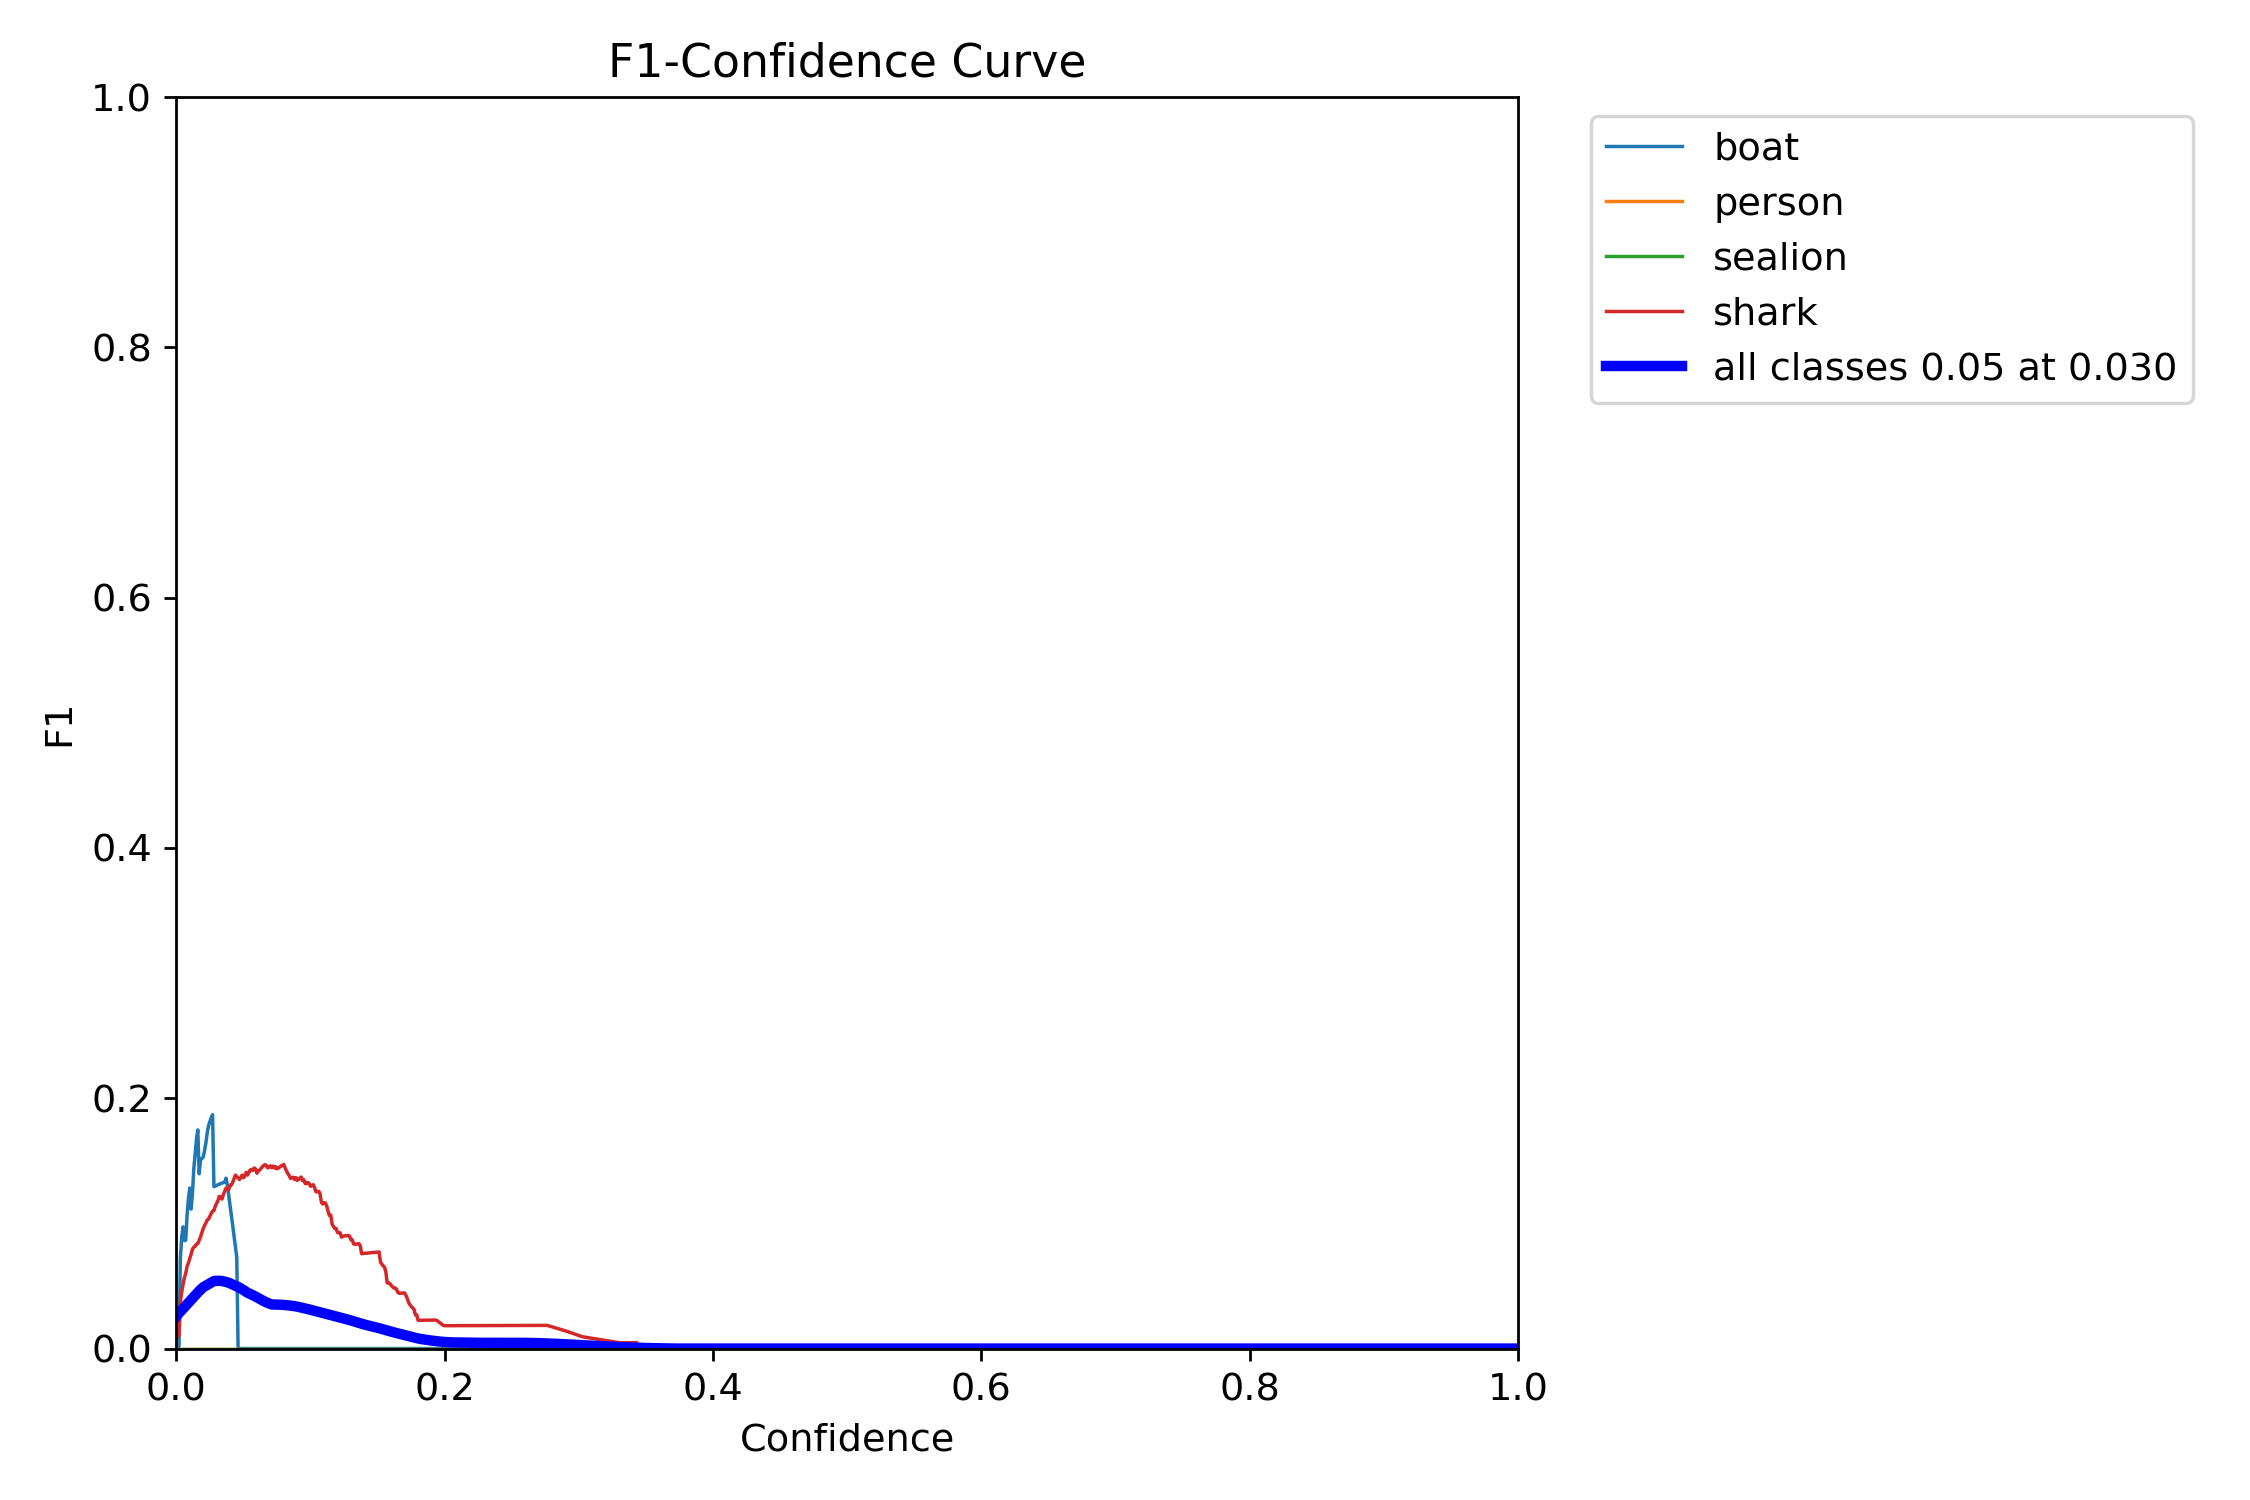 F1-Confidence Curve
1.0
0.8
0.6
0.4
0.2
0.0
F1
0.0 0.2 0.4 0.6 0.8 1.0
Confidence
boat
person
sealion
shark
all classes 0.05 at 0.030